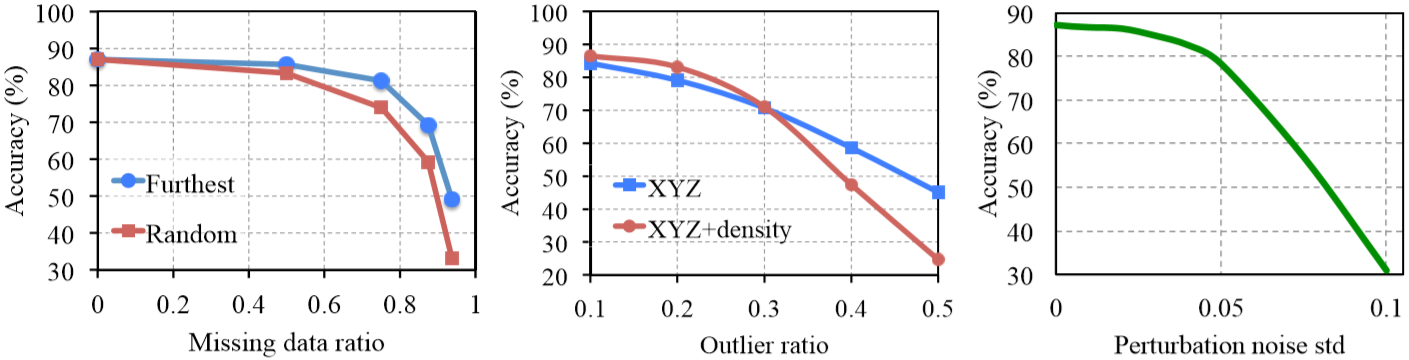 100
90
80
70
60
50
40
30
Accuracy (%)
Furthest
Random
0 0.2 0.4 0.6 0.8 1
Missing data ratio
100
90
80
70
60
50
40
30
20
Accuracy (%)
XYZ
XYZ+density
0.1 0.2 0.3 0.4 0.5
Outlier ratio
90
80
70
60
50
40
30
Accuracy (%)
0 0.05 0.1
Perturbation noise std